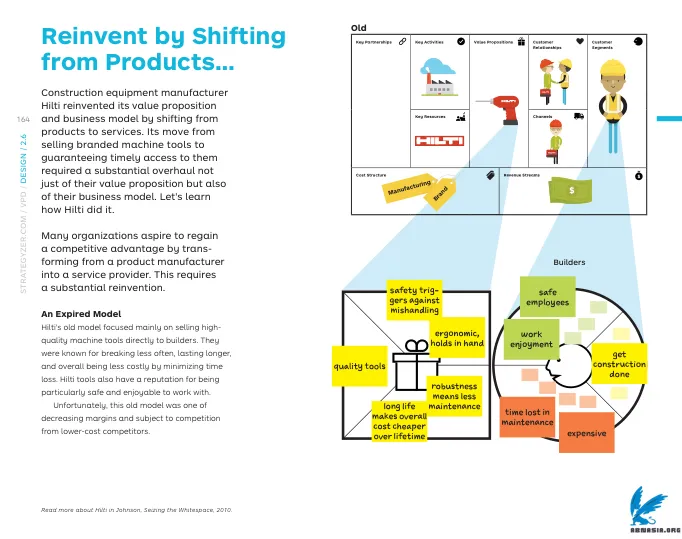 Reinvent by Shifting
from Products...
Construction equipment manufacturer
Hilti reinvented its value proposition
and business model by shifting from
products to services. Its move from
selling branded machine tools to
guaranteeing timely access to them
required a substantial overhaul not
just of their value proposition but also
of their business model. Let's learn
how Hilti did it.
Many organizations aspire to regain
a competitive advantage by trans-
forming from a product manufacturer
into a service provider. This requires
a substantial reinvention.
An Expired Model
Hilti's old model focused mainly on selling high-
quality machine tools directly to builders. They
were known for breaking less often, lasting longer,
and overall being less costly by minimizing time
loss. Hilti tools also have a reputation for being
particularly safe and enjoyable to work with.
Unfortunately, this old model was one of
decreasing margins and subject to competition
from lower-cost competitors.
Read more about Hilti in Johnson, Seizing the Whitespace, 2010.
164
STRATEGYZER.COM / VPD / DESIGN / 2.6
Old
Key Partnerships
Key Activities
Value Propositions
Customer
Relationships
Customer
Segments
Key Resources
HILTI
HILTI
Channels
Cost Structure
Manufacturing
Brand
Revenue Streams
$
$
Builders
safety trig-
gers against
mishandling
ergonomic,
holds in hand
quality tools
robustness
means less
maintenance
long life
makes overall
cost cheaper
over lifetime
safe
employees
work
enjoyment
get
construction
done
time lost in
maintenance
expensive
ABNASIA.ORG